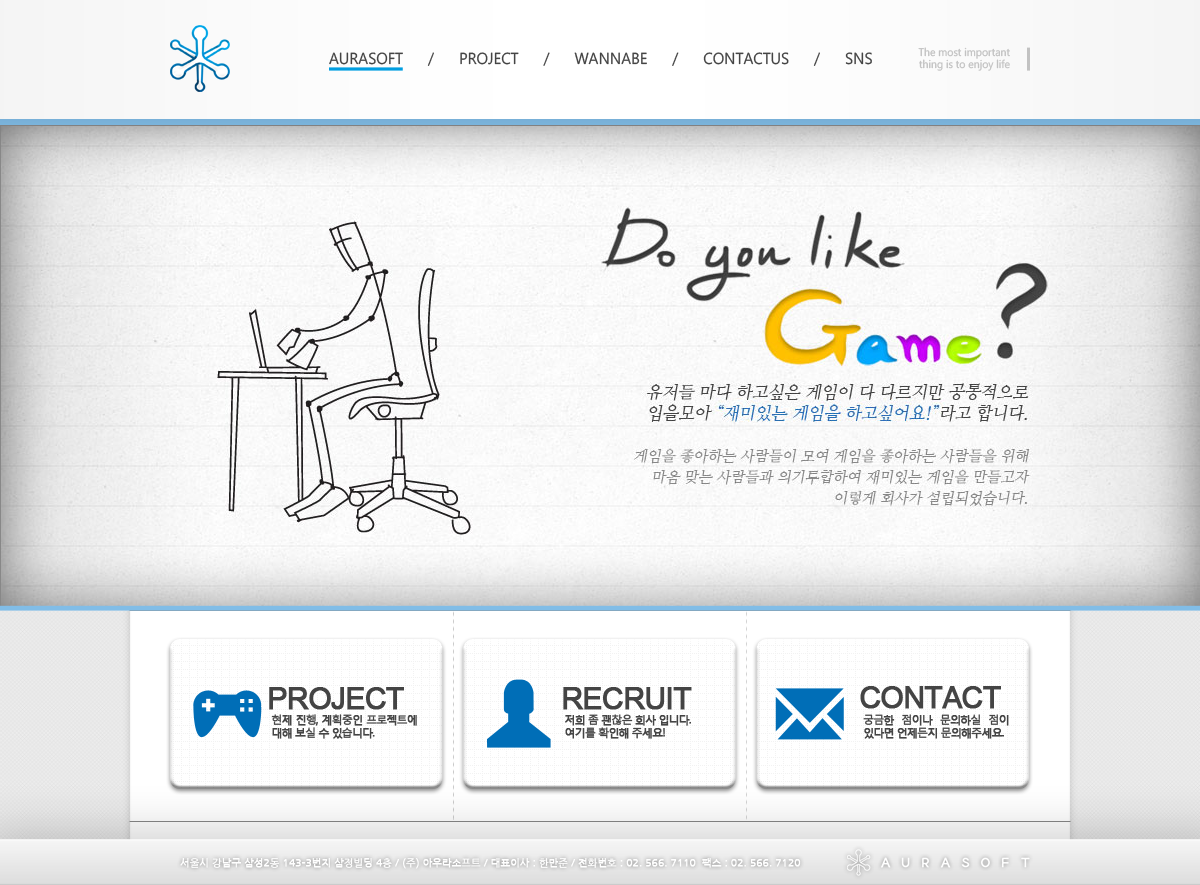 AURASOFT / PROJECT / WANNABE / CONTACTUS / SNS
The most important
thing is to enjoy life
Do you like
Game?
유저들 마다 하고싶은 게임이 다 다르지만 공통적으로
입을모아 “재미있는 게임을 하고싶어요!”라고 합니다.
게임을 좋아하는 사람들이 모여 게임을 좋아하는 사람들을 위해
마음 맞는 사람들과 의기투합하여 재미있는 게임을 만들고자
이렇게 회사가 설립되었습니다.
PROJECT
현제 진행, 계획중인 프로젝트에
대해 보실 수 있습니다.
RECRUIT
저희 좀 괜찮은 회사 입니다.
여기를 확인해 주세요!
CONTACT
궁금한 점이나 문의하실 점이
있다면 언제든지 문의해주세요.
서울시 강남구 삼성2동 143-3번지 삼정빌딩 4층 / (주) 아우라소프트 / 대표이사 : 한만준 / 전화번호 : 02. 566. 7110 팩스 : 02. 566. 7120
AURASOFT